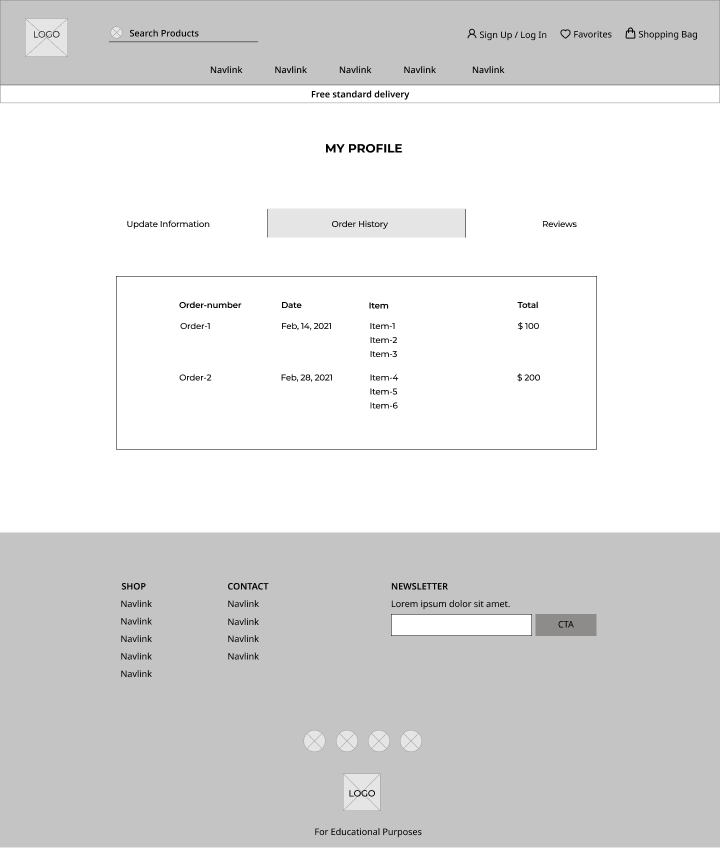 LOGO
Search Products
Sign Up / Log In
Favorites
Shopping Bag
Navlink Navlink Navlink Navlink Navlink
Free standard delivery
MY PROFILE
Update Information
Order History
Reviews
Order-number Date Item Total
Order-1 Feb, 14, 2021 Item-1 $ 100
Item-2
Item-3
Order-2 Feb, 28, 2021 Item-4 $ 200
Item-5
Item-6
SHOP
Navlink
Navlink
Navlink
Navlink
Navlink
CONTACT
Navlink
Navlink
Navlink
Navlink
NEWSLETTER
Lorem ipsum dolor sit amet.
CTA
LOGO
For Educational Purposes